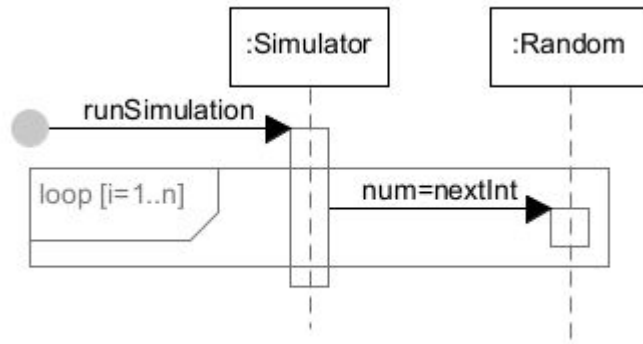 :Simulator
:Random
runSimulation
loop [i=1..n]
num=nextInt